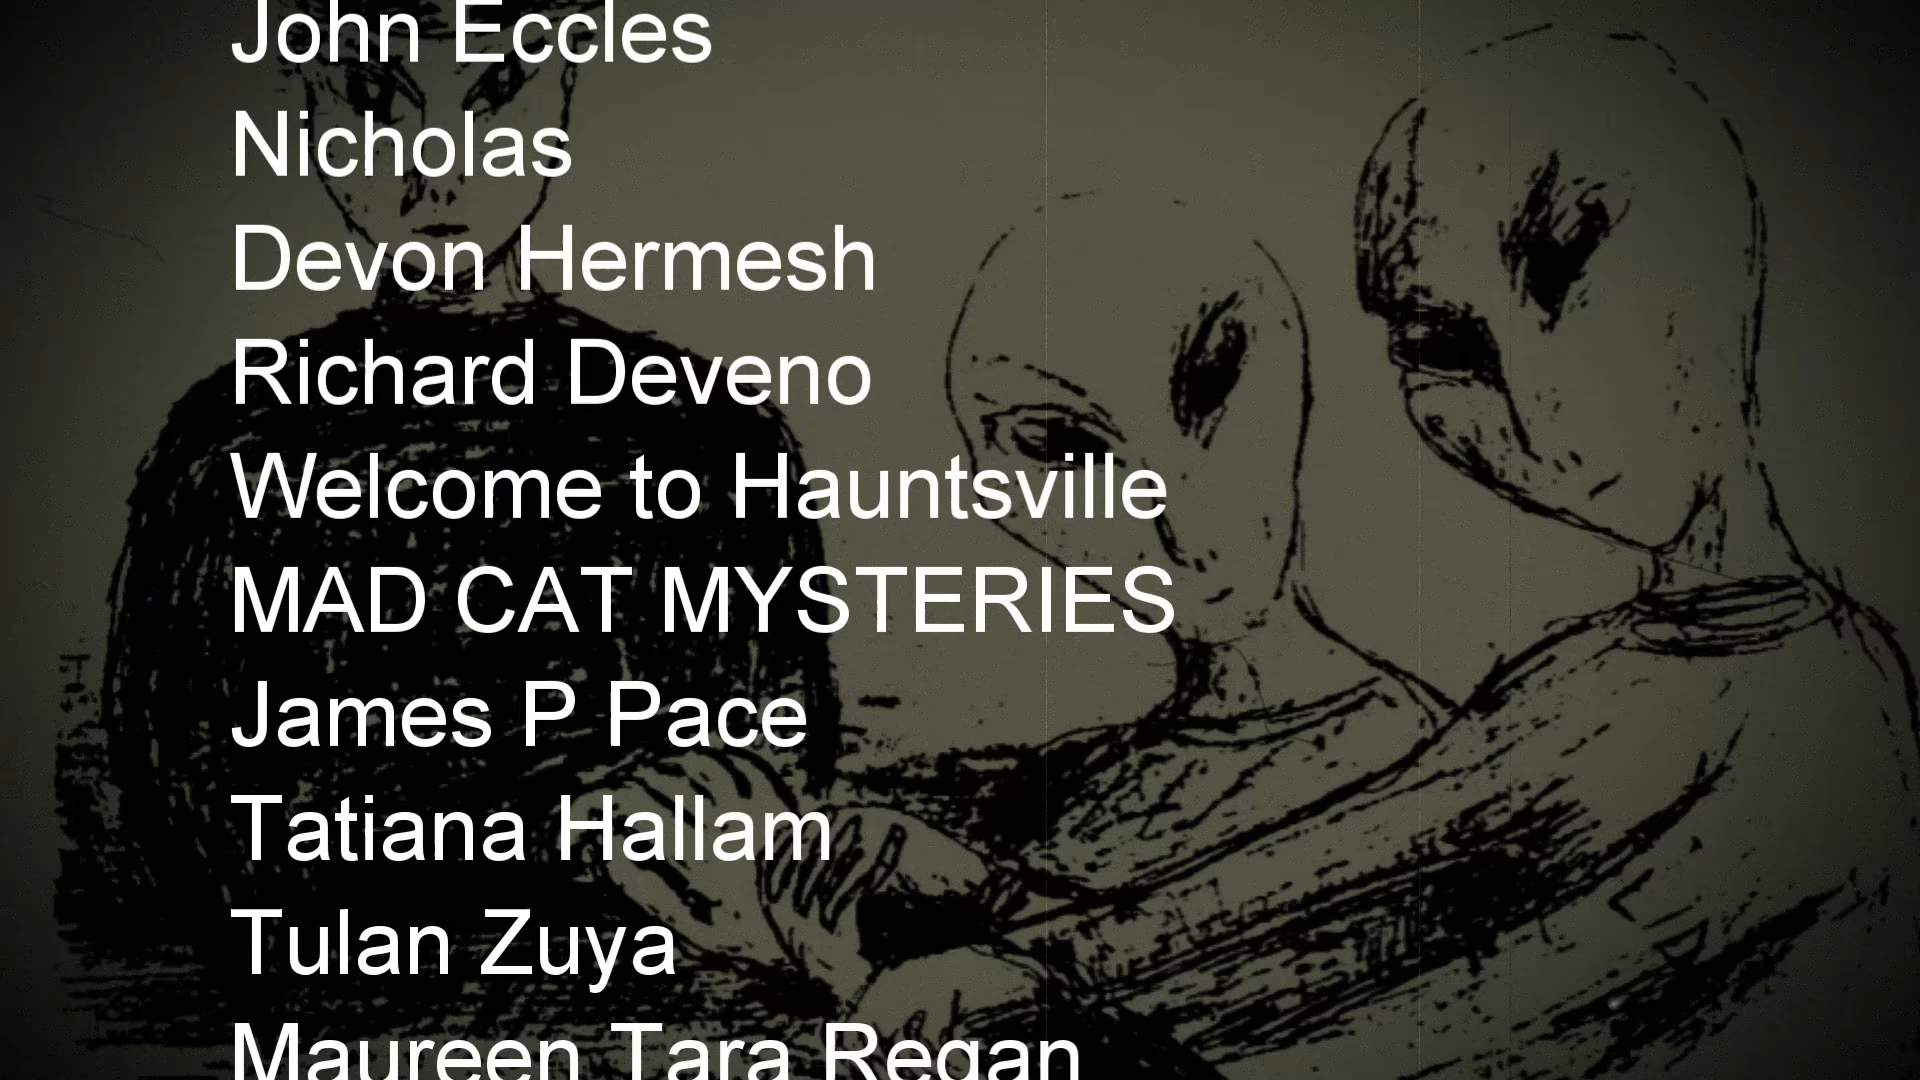 John Eccles
Nicholas
Devon Hermesh
Richard Deveno
Welcome to Hauntsville
MAD CAT MYSTERIES
James P Pace
Tatiana Hallam
Tulan Zuya
Maureen Tara Regan